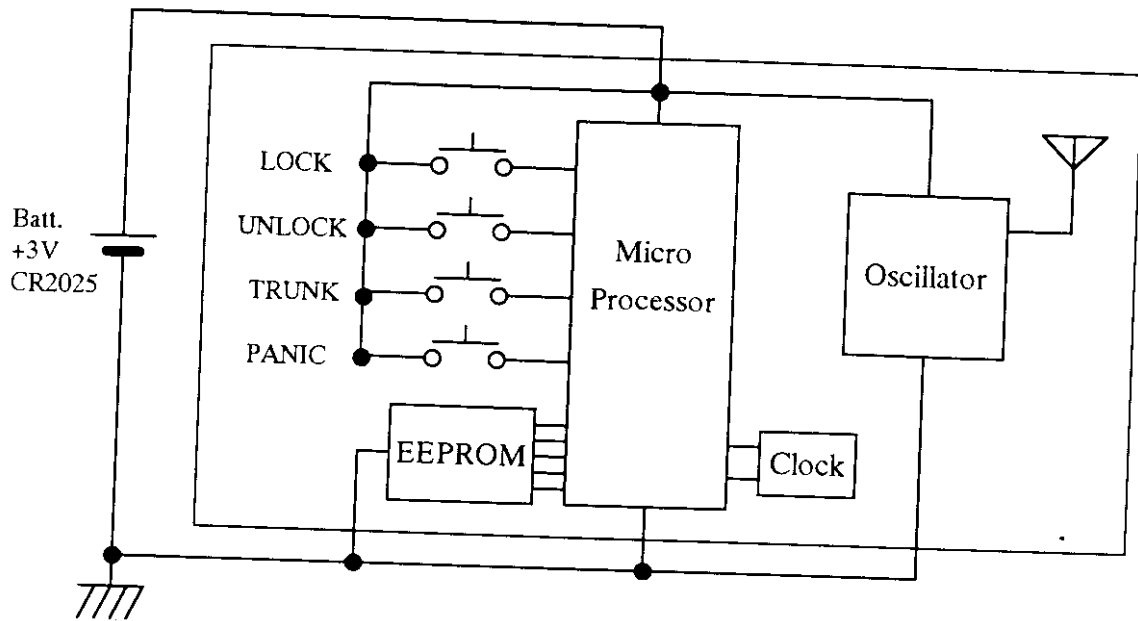 LOCK
UNLOCK
TRUNK
PANIC
Batt.
+3V
CR2025
Micro
Processor
Oscillator
EEPROM
Clock